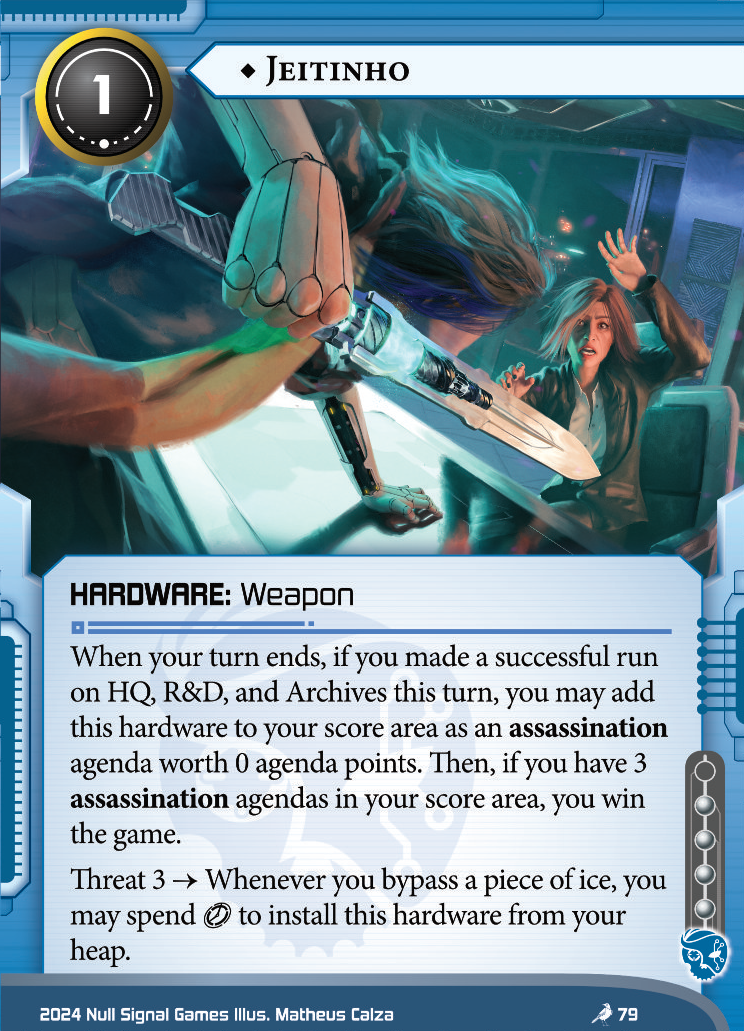 1
◆ Jeitinho
HARDWARE: Weapon
When your turn ends, if you made a successful run
on HQ, R&D, and Archives this turn, you may add
this hardware to your score area as an assassination
agenda worth 0 agenda points. Then, if you have 3
assassination agendas in your score area, you win
the game.
Threat 3 → Whenever you bypass a piece of ice, you
may spend to install this hardware from your
heap.
2024 Null Signal Games Illus. Matheus Calza
79